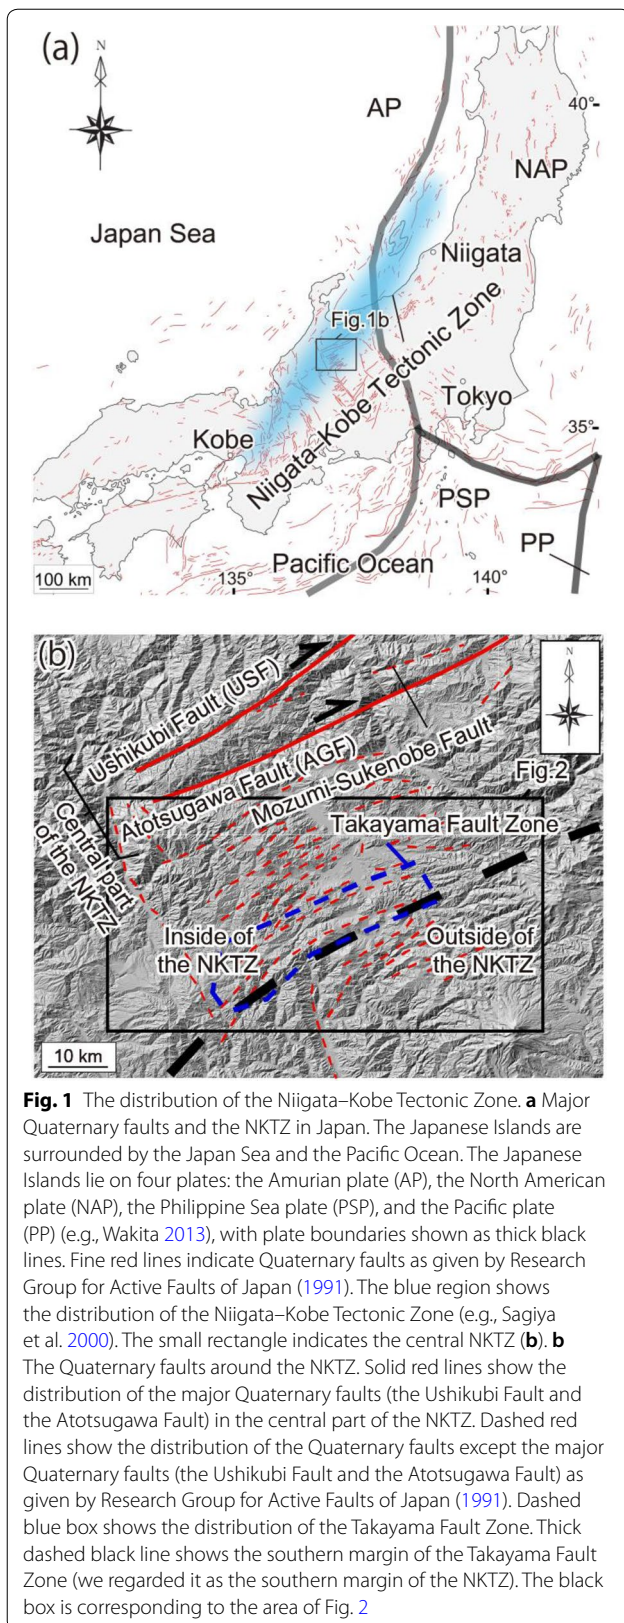 (a)
N
AP
40°
NAP
Japan Sea
Niigata
Fig.1b
Niigata–Kobe Tectonic Zone
Tokyo
Kobe
35°
PSP
PP
Pacific Ocean
100 km
135°
140°
(b)
N
Ushikubi Fault (USF)
Atotsugawa Fault (AGF)
Mozumi-Sukenobe Fault
Fig.2
Central part
of the NKTZ
Takayama Fault Zone
Inside of
the NKTZ
Outside of
the NKTZ
10 km
Fig. 1 The distribution of the Niigata–Kobe Tectonic Zone. a Major
Quaternary faults and the NKTZ in Japan. The Japanese Islands are
surrounded by the Japan Sea and the Pacific Ocean. The Japanese
Islands lie on four plates: the Amurian plate (AP), the North American
plate (NAP), the Philippine Sea plate (PSP), and the Pacific plate
(PP) (e.g., Wakita 2013), with plate boundaries shown as thick black
lines. Fine red lines indicate Quaternary faults as given by Research
Group for Active Faults of Japan (1991). The blue region shows
the distribution of the Niigata–Kobe Tectonic Zone (e.g., Sagiya
et al. 2000). The small rectangle indicates the central NKTZ (b). b
The Quaternary faults around the NKTZ. Solid red lines show the
distribution of the major Quaternary faults (the Ushikubi Fault and
the Atotsugawa Fault) in the central part of the NKTZ. Dashed red
lines show the distribution of the Quaternary faults except the major
Quaternary faults (the Ushikubi Fault and the Atotsugawa Fault) as
given by Research Group for Active Faults of Japan (1991). Dashed
blue box shows the distribution of the Takayama Fault Zone. Thick
dashed black line shows the southern margin of the Takayama Fault
Zone (we regarded it as the southern margin of the NKTZ). The black
box is corresponding to the area of Fig. 2